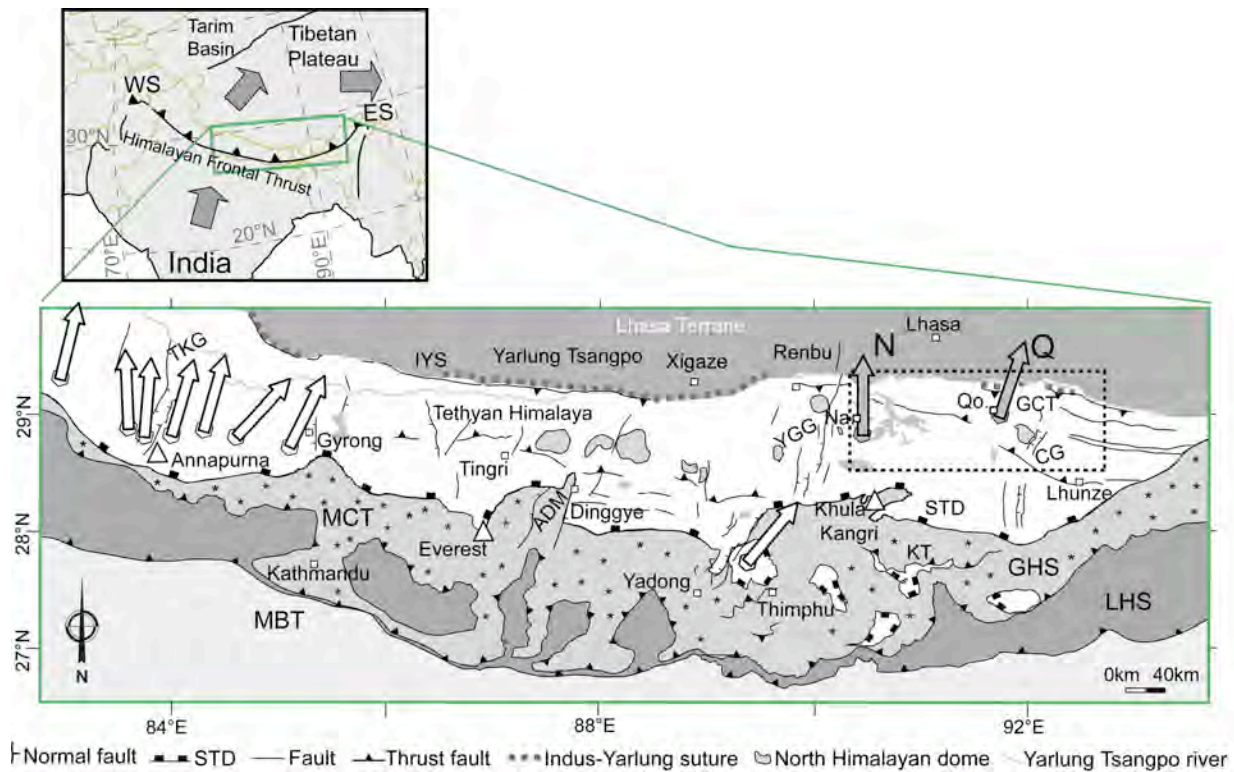 Tarim
Basin
Tibetan
Plateau
WS
ES
30°N
Himalayan Frontal Thrust
20°N
70°E
90°E
India
Lhasa Terrane
Lhasa
N
Q
TKG
IYS
Yarlung Tsangpo
Xigaze
Renbu
29°N
Tethyan Himalaya
Na.
Qo.
GCT
Gyrong
YGG
CG
Annapurna
Tingri
Lhunze
ADM
Dinggye
Khula
Kangri
STD
28°N
MCT
Everest
KT
Kathmandu
Yadong
GHS
Thimphu
LHS
MBT
27°N
N
0km 40km
84°E
88°E
92°E
Normal fault STD Fault Thrust fault Indus-Yarlung suture North Himalayan dome Yarlung Tsangpo river